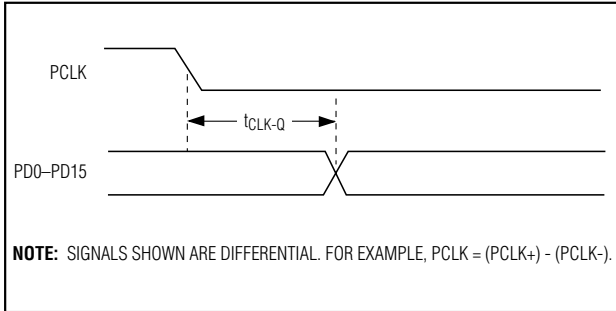 PCLK
tCLK-Q
PD0–PD15
NOTE: SIGNALS SHOWN ARE DIFFERENTIAL. FOR EXAMPLE, PCLK = (PCLK+) - (PCLK-).